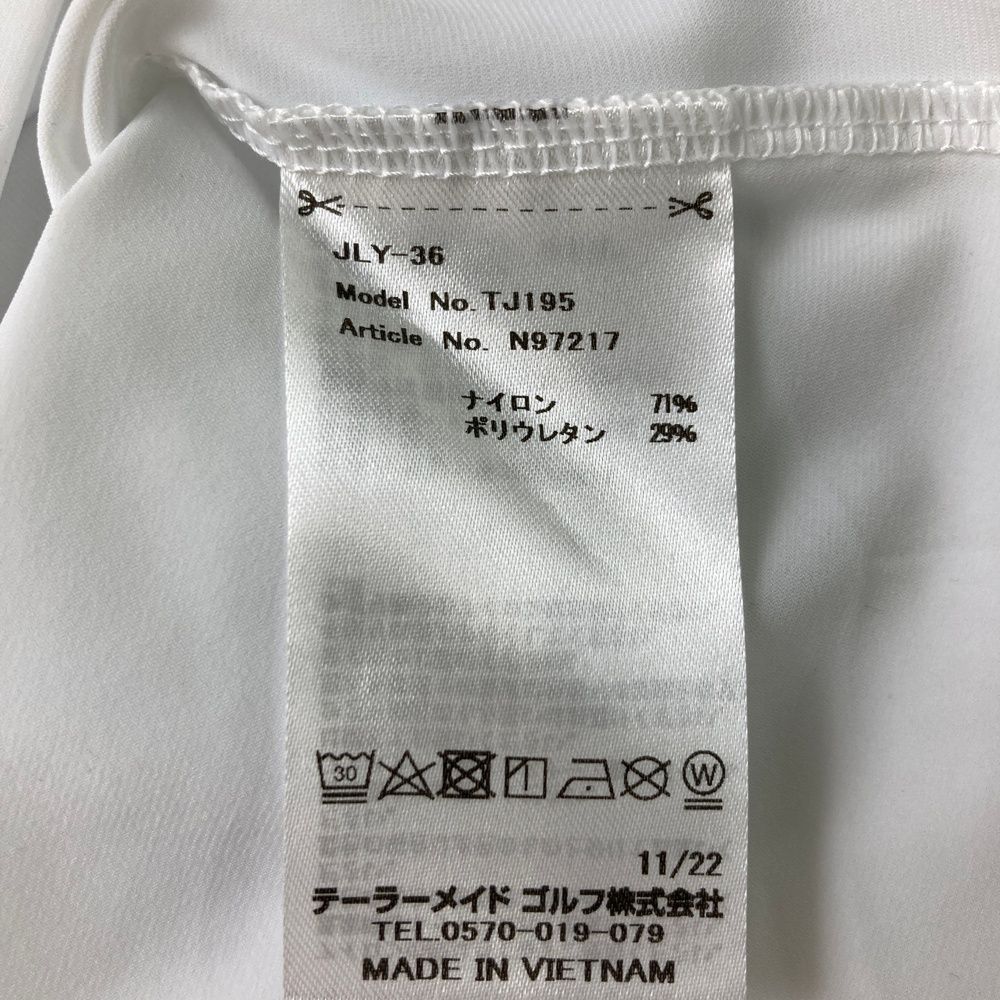 JLY-36
Model No.TJ195
Article No. N97217
ナイロン 71%
ポリウレタン 29%
30
W
11/22
テーラーメイド ゴルフ株式会社
TEL.0570-019-079
MADE IN VIETNAM